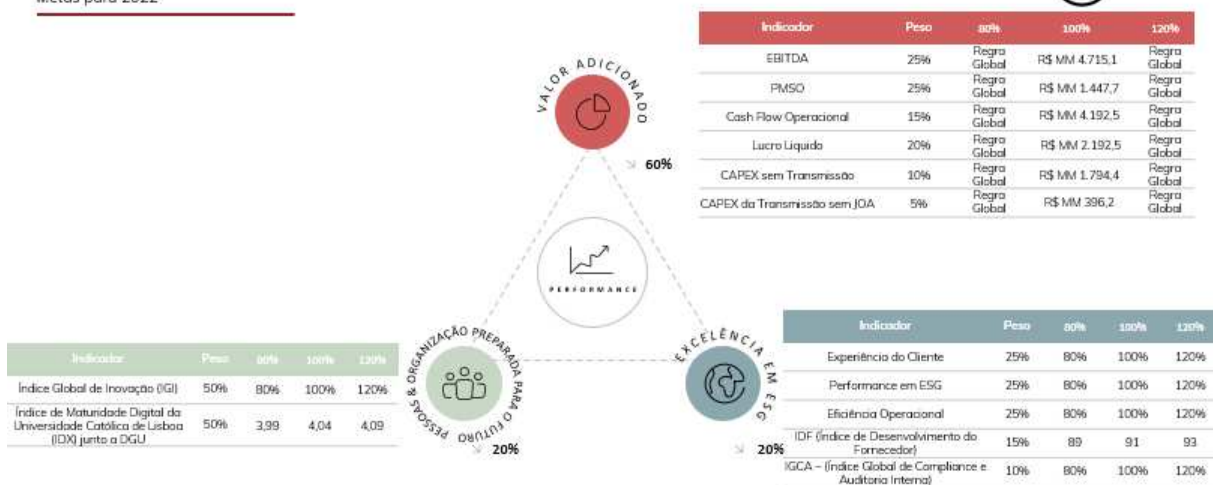 Metas para 2022
Indicador Peso 80% 100% 120%
EBITDA 25% Regra Global R$ MM 4.715,1 Regra Global
PMSO 25% Regra Global R$ MM 1.447,7 Regra Global
Cash Flow Operacional 15% Regra Global R$ MM 4.192,5 Regra Global
Lucro Liquido 20% Regra Global R$ MM 2.192,5 Regra Global
CAPEX sem Transmissão 10% Regra Global R$ MM 1.794,4 Regra Global
CAPEX da Transmissão sem JOA 5% Regra Global R$ MM 396,2 Regra Global
VALOR ADICIONADO
60%
PERFORMANCE
Indicador Peso 80% 100% 120%
Índice Global de Inovação (IGI) 50% 80% 100% 120%
Índice de Maturidade Digital da
Universidade Católica de Lisboa 50% 3,99 4,04 4,09
(IDX) junto a DGU
PESSOAS & ORGANIZAÇÃO PREPARADA PARA O FUTURO
20%
EXCELÊNCIA EM ESG
20%
Indicador Peso 80% 100% 120%
Experiência do Cliente 25% 80% 100% 120%
Performance em ESG 25% 80% 100% 120%
Eficiência Operacional 25% 80% 100% 120%
IDF (Índice de Desenvolvimento do
Fornecedor) 15% 89 91 93
IGCA – (Índice Global de Compliance e
Auditoria Interna) 10% 80% 100% 120%